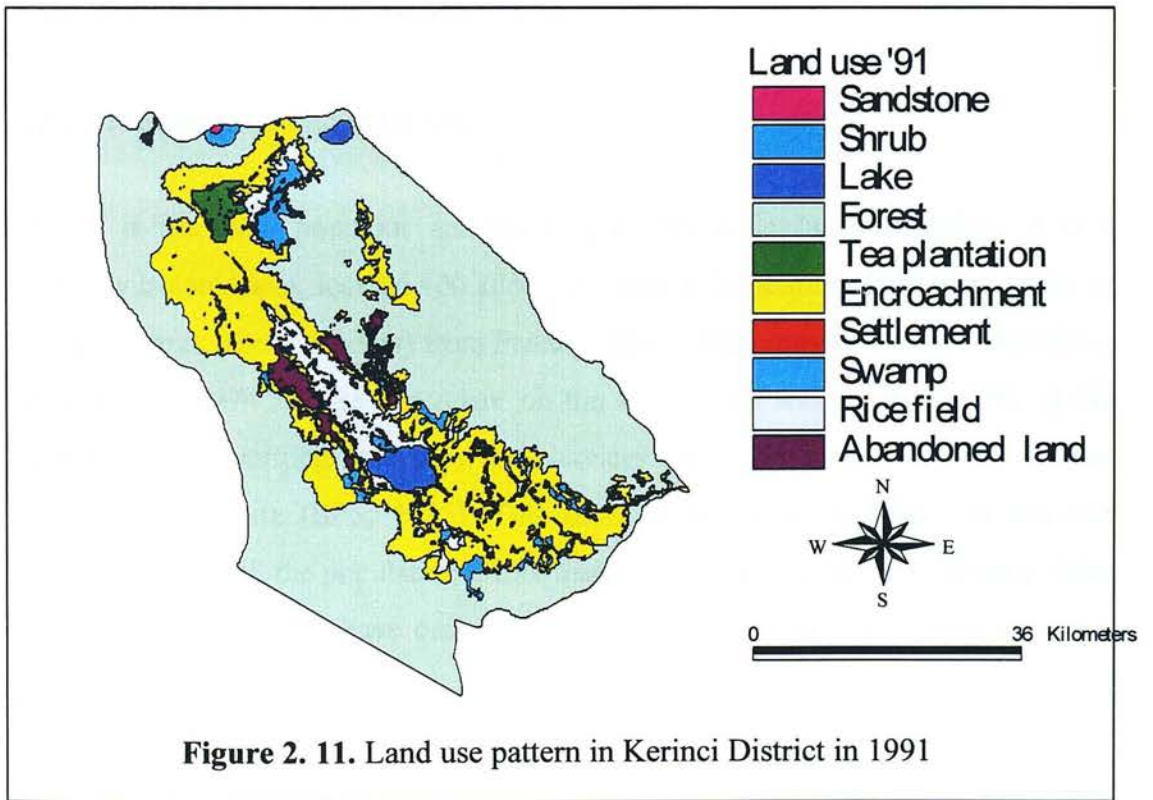 Land use '91
Sandstone
Shrub
Lake
Forest
Tea plantation
Encroachment
Settlement
Swamp
Rice field
Abandoned land
N
W E
S
0 36 Kilometers
Figure 2. 11. Land use pattern in Kerinci District in 1991